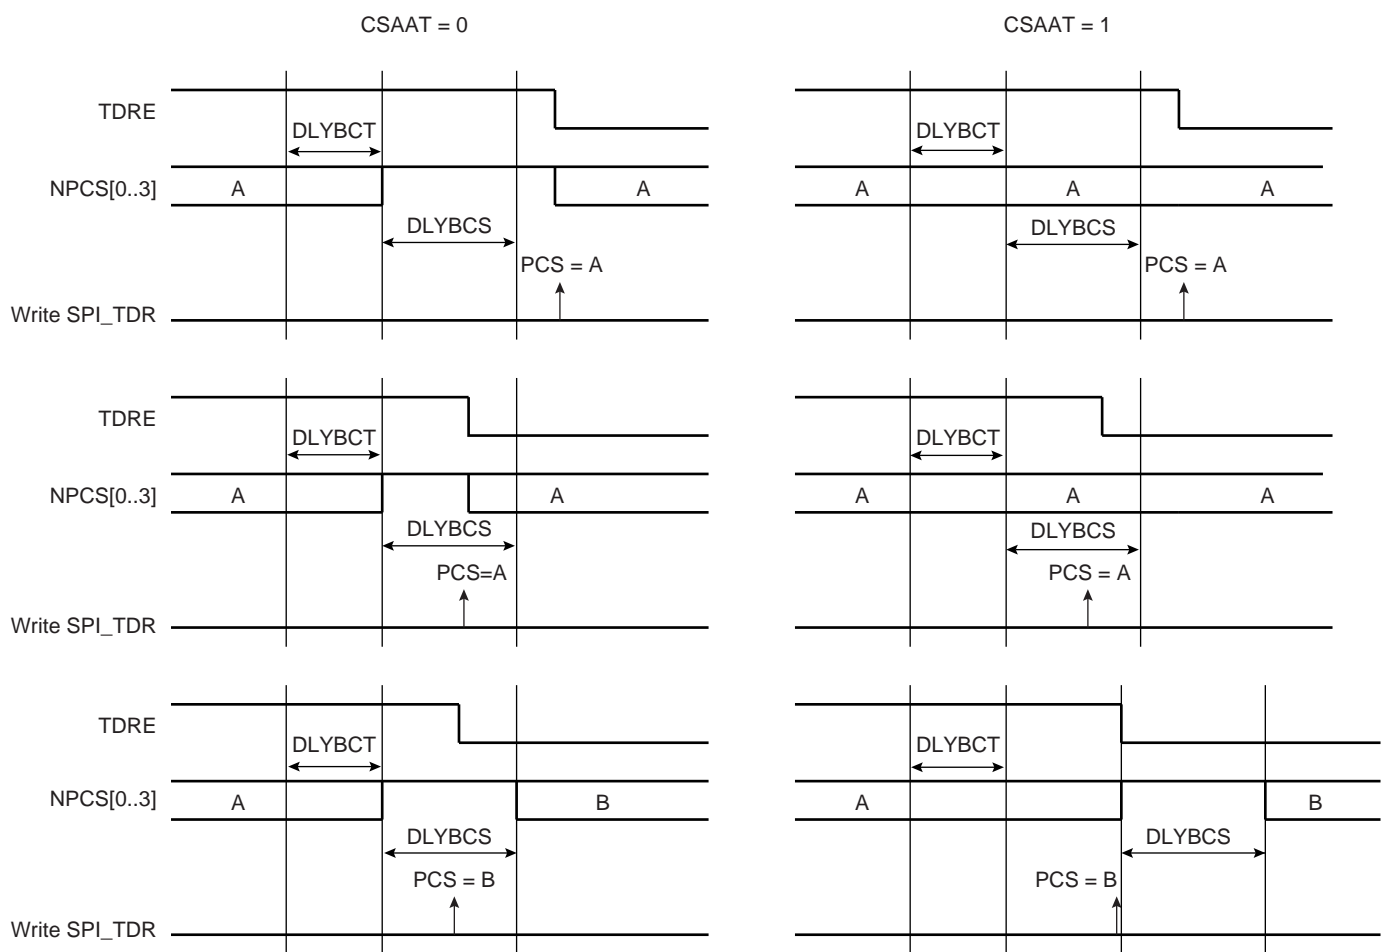 CSAAT = 0
CSAAT = 1
TDRE
DLYBCT
DLYBCT
NPCS[0..3]
A
A
A
A
A
DLYBCS
DLYBCS
PCS = A
PCS = A
Write SPI_TDR
TDRE
DLYBCT
DLYBCT
NPCS[0..3]
A
A
A
A
A
DLYBCS
DLYBCS
PCS=A
PCS = A
Write SPI_TDR
TDRE
DLYBCT
DLYBCT
NPCS[0..3]
A
B
A
B
DLYBCS
DLYBCS
PCS = B
PCS = B
Write SPI_TDR